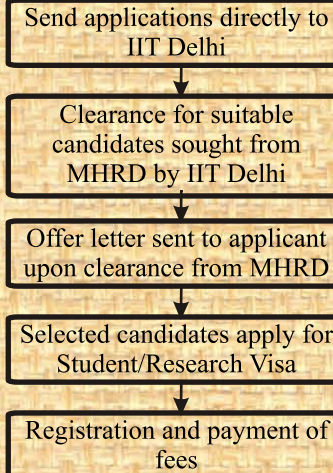 Send applications directly to
IIT Delhi
Clearance for suitable
candidates sought from
MHRD by IIT Delhi
Offer letter sent to applicant
upon clearance from MHRD
Selected candidates apply for
Student/Research Visa
Registration and payment of
fees